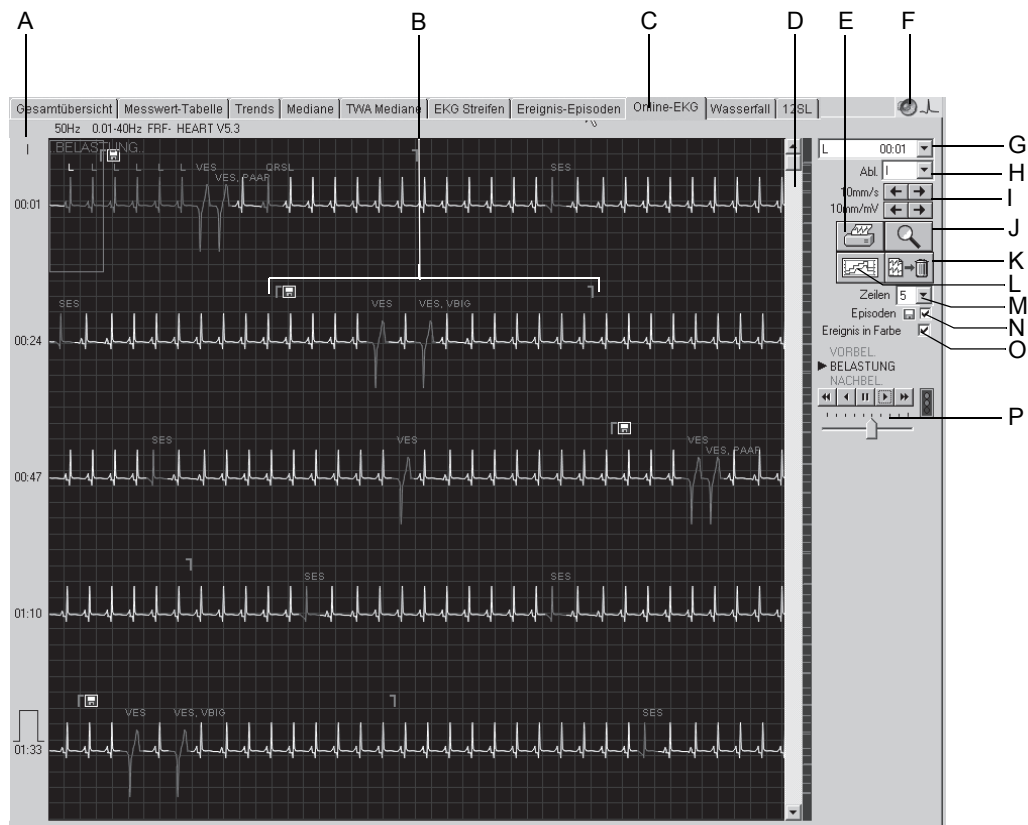 A B C D E F
Gesamtübersicht Messwert-Tabelle Trends Mediane TWA Mediane EKG Streifen Ereignis-Episoden Online-EKG Wasserfall 12SL
50Hz 0.01-40Hz FRF- HEART V5.3
I
BELASTUNG
L L L L L L VES QRSL SES
VES, PAAR
00:01
L 00:01 G
Abl. I H
10mm/s I
10mm/mV
J
K
L
Zeilen 5 M
Episoden N
Ereignis in Farbe O
VORBEL.
BELASTUNG
NACHBEL.
P
SES VES VES, VBIG
00:24
SES VES VES
VES, PAAR
00:47
SES SES
01:10
VES VES, VBIG SES
01:33